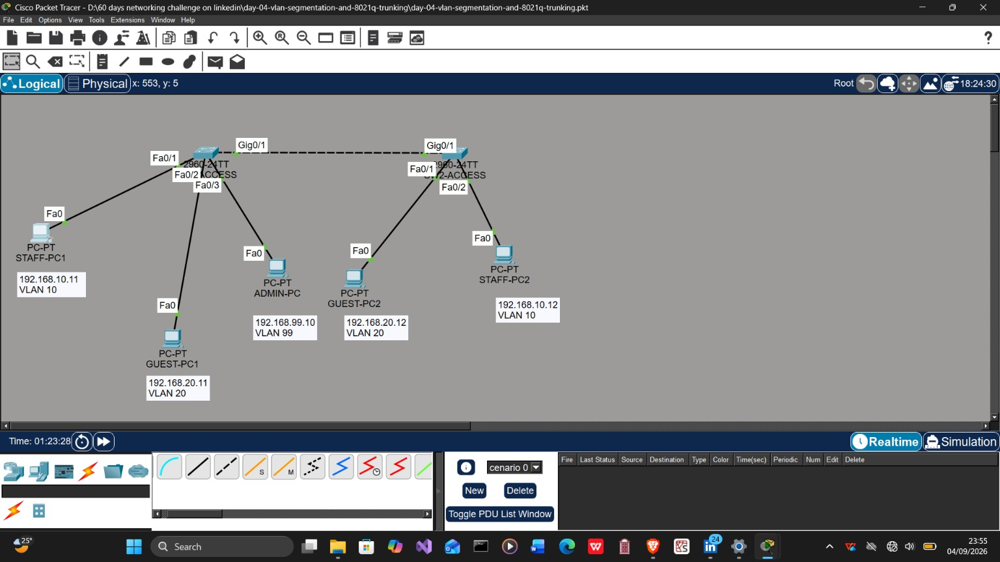 Cisco Packet Tracer - D:\60 days networking challenge on linkedin\day-04-vlan-segmentation-and-8021q-trunking\day-04-vlan-segmentation-and-8021q-trunking.pkt
File Edit Options View Tools Extensions Window Help
?
Logical Physical x: 553, y: 5
Root 18:24:30
Gig0/1
Gig0/1
Fa0/1
2960-24TT
2960-24TT
Fa0/2 ACCESS
Fa0/1
SW2-ACCESS
Fa0/3
Fa0/2
Fa0
PC-PT
STAFF-PC1
192.168.10.11
VLAN 10
Fa0
PC-PT
GUEST-PC1
192.168.20.11
VLAN 20
Fa0
PC-PT
ADMIN-PC
192.168.99.10
VLAN 99
Fa0
PC-PT
GUEST-PC2
192.168.20.12
VLAN 20
Fa0
PC-PT
STAFF-PC2
192.168.10.12
VLAN 10
Time: 01:23:28
Realtime Simulation
S M
cenario 0
New Delete
Toggle PDU List Window
Fire Last Status Source Destination Type Color Time(sec) Periodic Num Edit Delete
25°
Search
24
23:55
04/09/2026